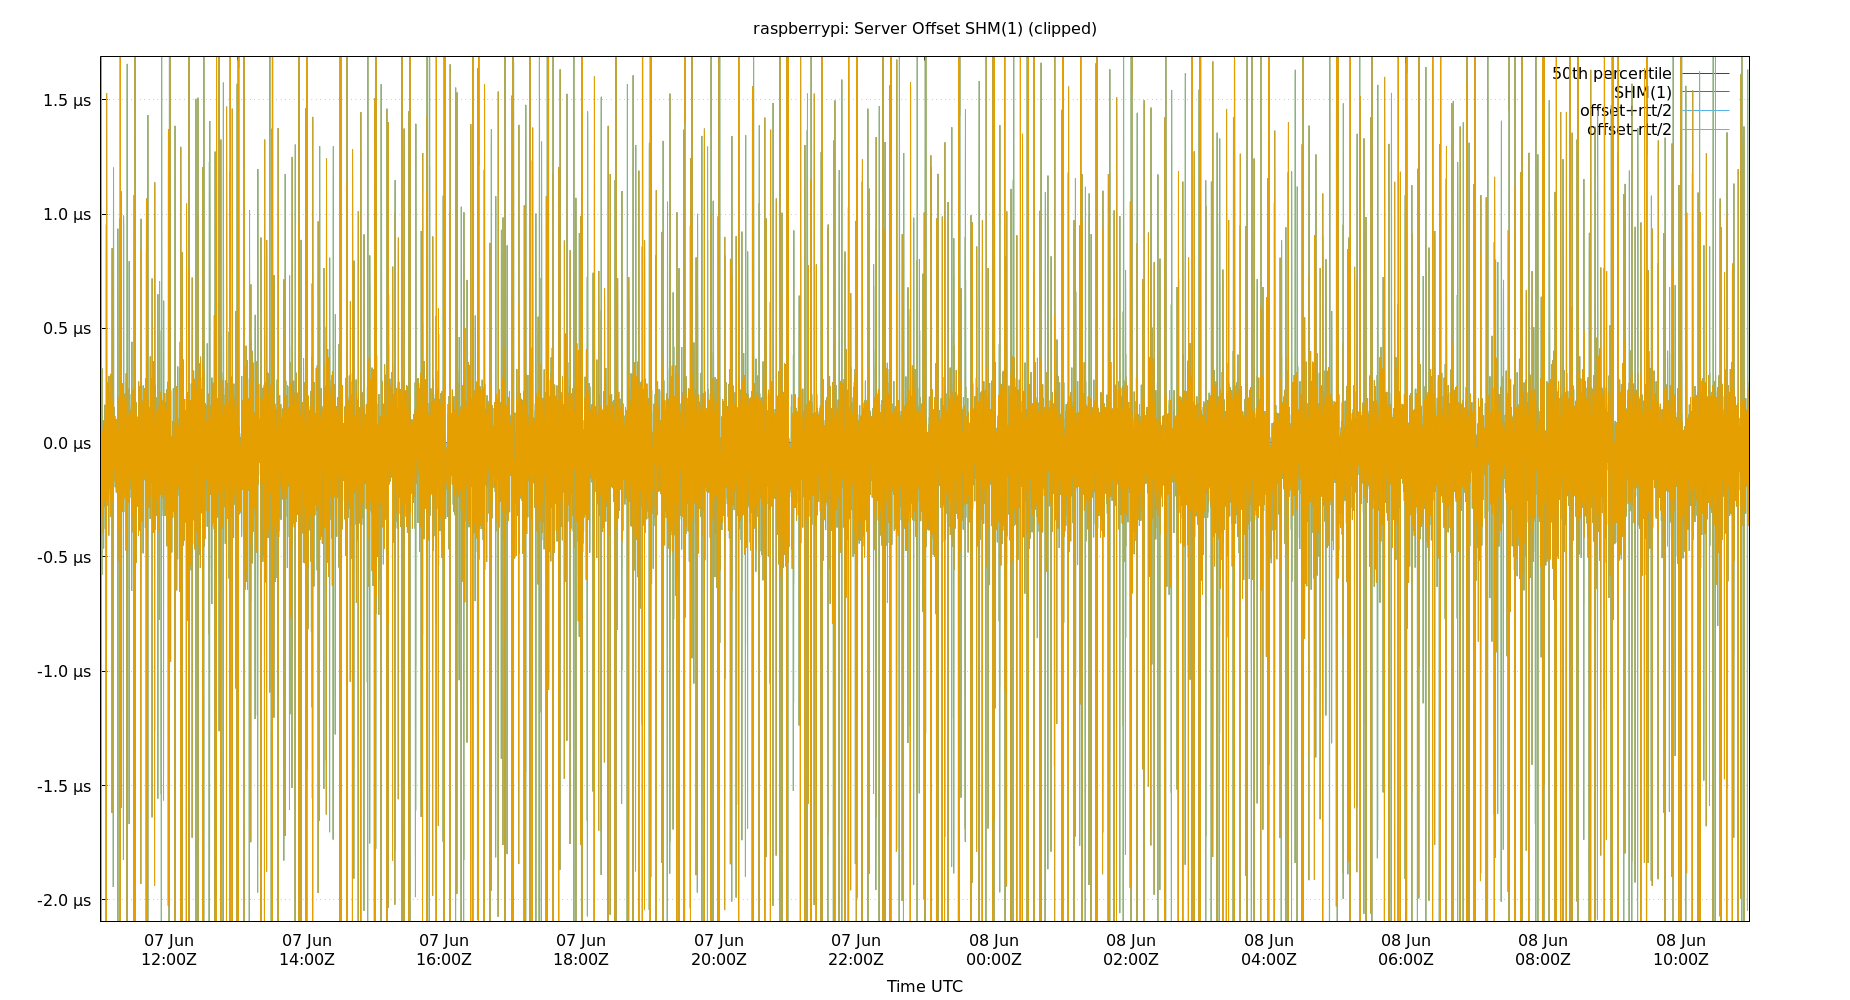 raspberrypi: Server Offset SHM(1) (clipped)
50th percentile
SHM(1)
offset+rtt/2
offset-rtt/2
1.5 µs
1.0 µs
0.5 µs
0.0 µs
-0.5 µs
-1.0 µs
-1.5 µs
-2.0 µs
07 Jun 07 Jun 07 Jun 07 Jun 07 Jun 07 Jun 08 Jun 08 Jun 08 Jun 08 Jun 08 Jun 08 Jun
12:00Z 14:00Z 16:00Z 18:00Z 20:00Z 22:00Z 00:00Z 02:00Z 04:00Z 06:00Z 08:00Z 10:00Z
Time UTC